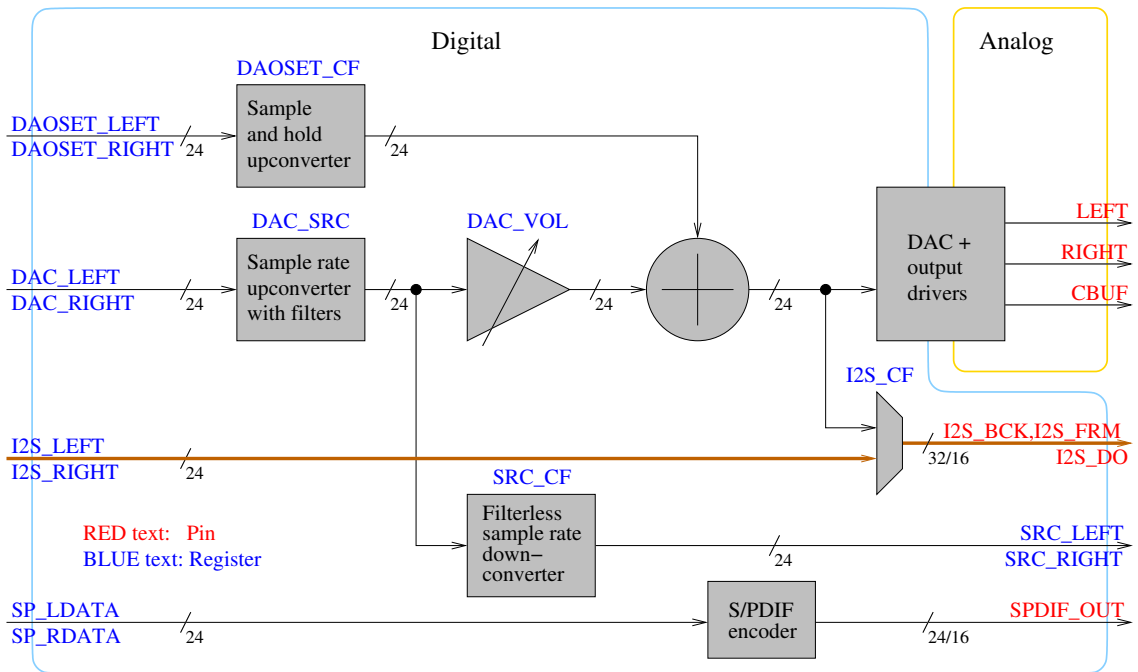 Digital
Analog
DAOSET_CF
DAOSET_LEFT
DAOSET_RIGHT
24
Sample
and hold
upconverter
24
DAC_SRC
DAC_VOL
DAC_LEFT
DAC_RIGHT
24
Sample rate
upconverter
with filters
24
24
24
DAC +
output
drivers
LEFT
RIGHT
CBUF
I2S_CF
I2S_LEFT
I2S_RIGHT
24
32/16
I2S_BCK,I2S_FRM
I2S_DO
SRC_CF
Filterless
sample rate
down-
converter
24
SRC_LEFT
SRC_RIGHT
RED text: Pin
BLUE text: Register
SP_LDATA
SP_RDATA
24
S/PDIF
encoder
24/16
SPDIF_OUT